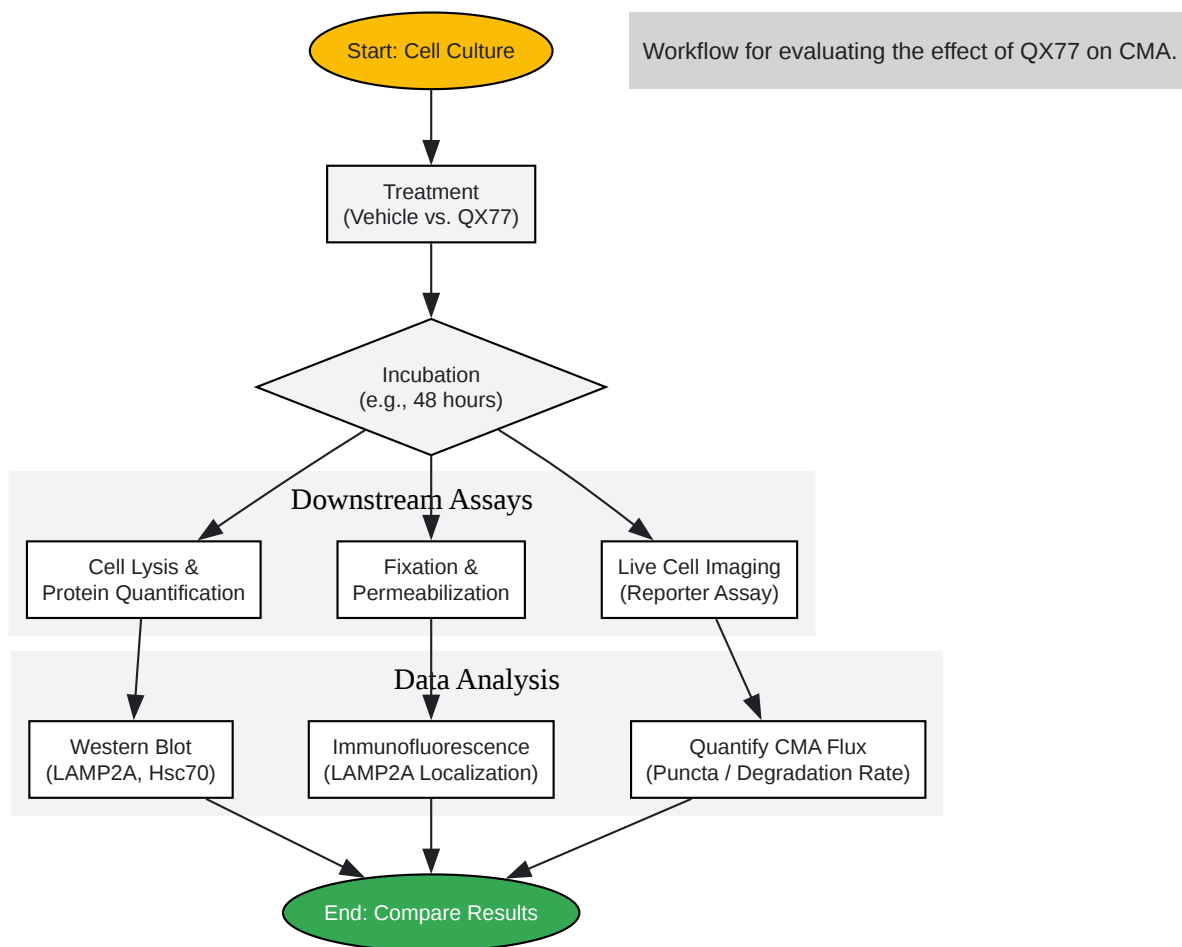 Start: Cell Culture
Workflow for evaluating the effect of QX77 on CMA.
Treatment
(Vehicle vs. QX77)
Incubation
(e.g., 48 hours)
Downstream Assays
Cell Lysis &
Protein Quantification
Fixation &
Permeabilization
Live Cell Imaging
(Reporter Assay)
Data Analysis
Western Blot
(LAMP2A, Hsc70)
Immunofluorescence
(LAMP2A Localization)
Quantify CMA Flux
(Puncta / Degradation Rate)
End: Compare Results